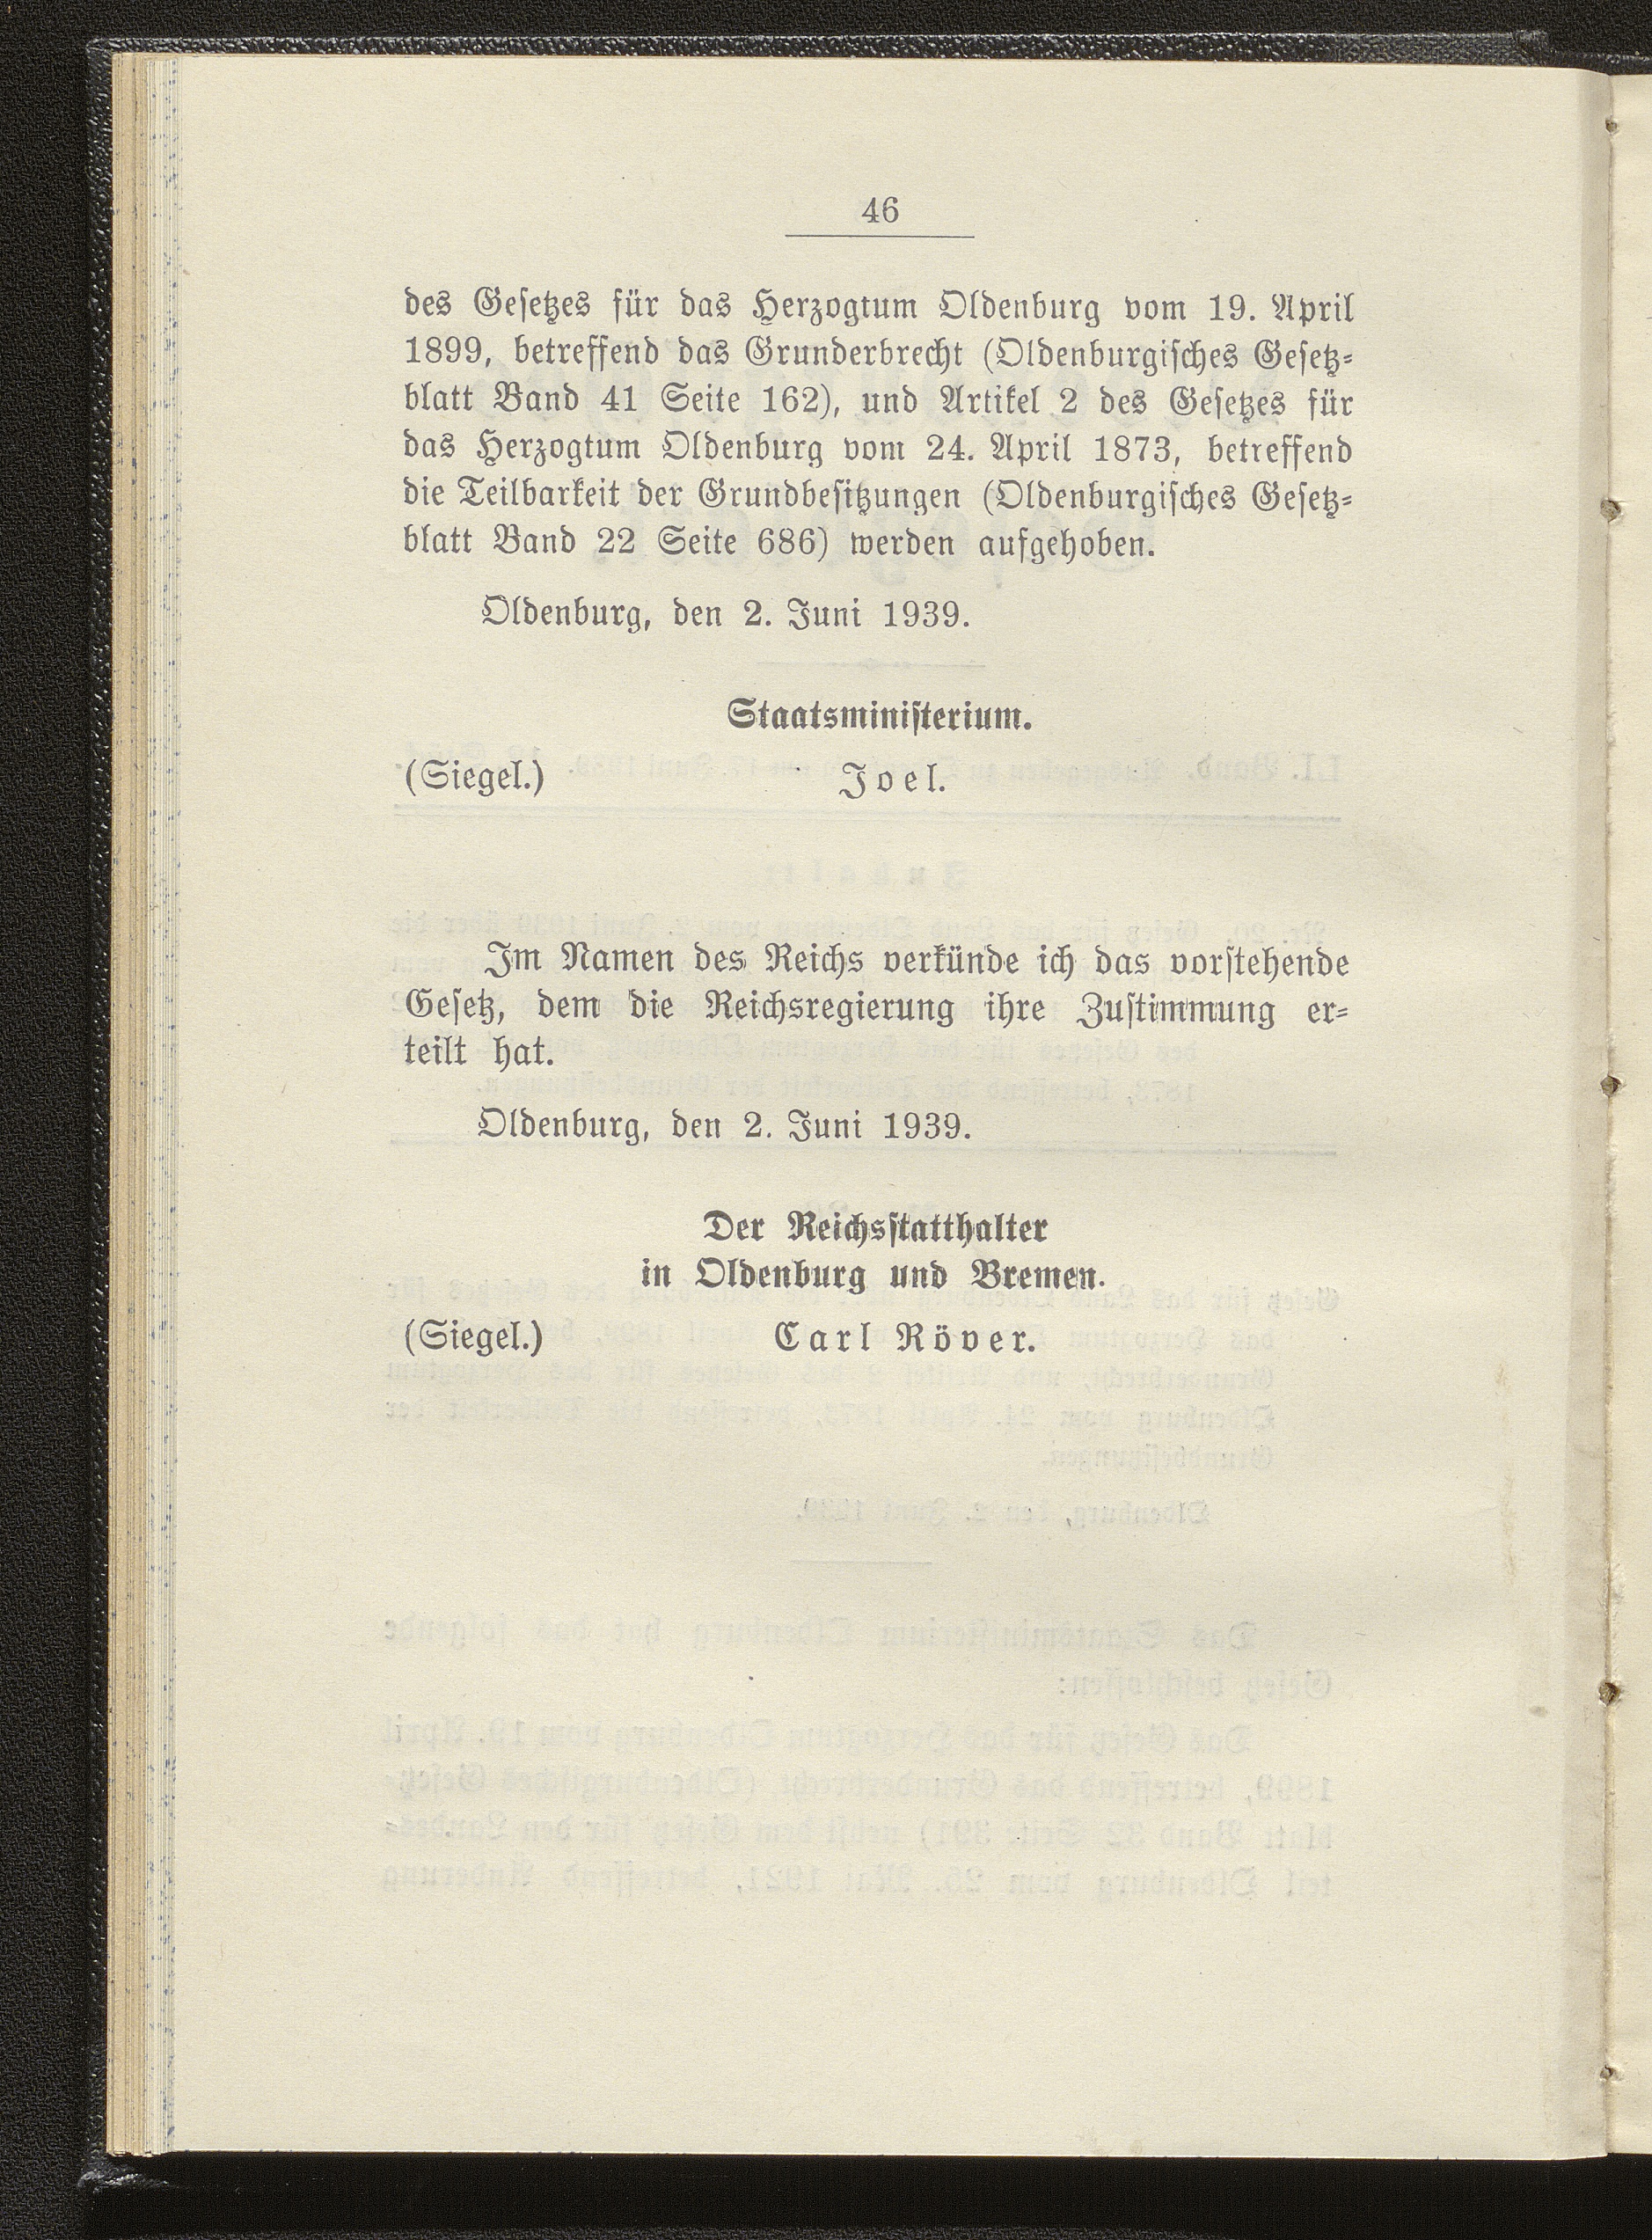 46
des Gesetzes für das Herzogtum Oldenburg vom 19. April
1899, betreffend das Grunderbrecht (Oldenburgisches Gesetz-
blatt Band 41 Seite 162), und Artikel 2 des Gesetzes für
das Herzogtum Oldenburg vom 24. April 1873, betreffend
die Teilbarkeit der Grundbesitzungen (Oldenburgisches Gesetz-
blatt Band 22 Seite 686) werden aufgehoben.
Oldenburg, den 2. Juni 1939.
Staatsministerium.
(Siegel.) Joel.
Im Namen des Reichs verkünde ich das vorstehende
Gesetz, dem die Reichsregierung ihre Zustimmung er-
teilt hat.
Oldenburg, den 2. Juni 1939.
Der Reichsstatthalter
in Oldenburg und Bremen.
(Siegel.) Carl Röver.